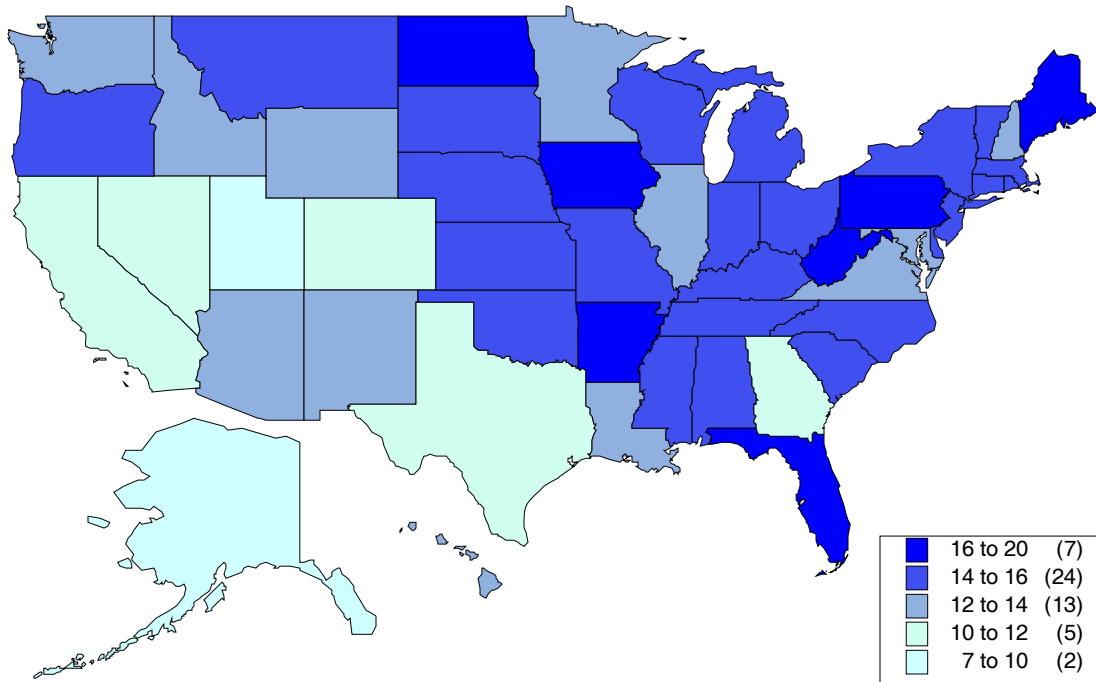 16 to 20 (7)
14 to 16 (24)
12 to 14 (13)
10 to 12 (5)
7 to 10 (2)